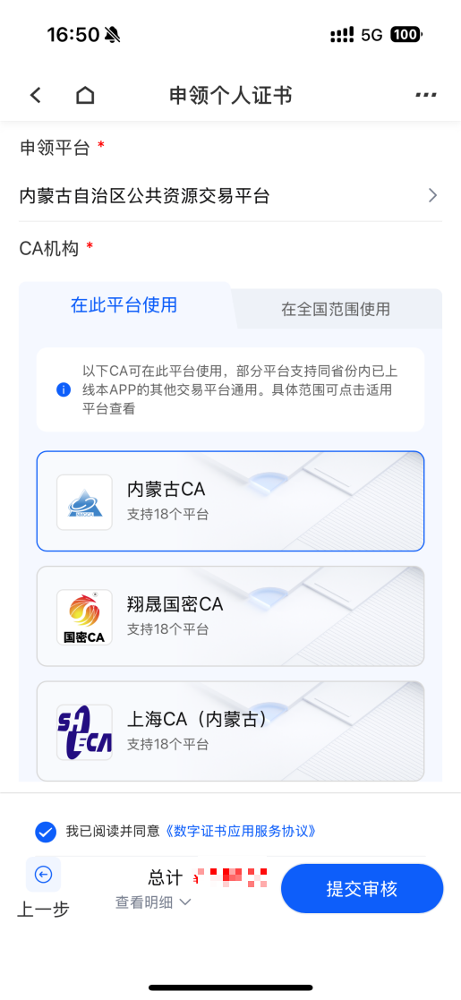 16:50
5G
100
申领个人证书
申领平台 *
内蒙古自治区公共资源交易平台
CA机构 *
在此平台使用
在全国范围使用
以下CA可在此平台使用，部分平台支持同省份内已上
线本APP的其他交易平台通用。具体范围可点击适用
平台查看
内蒙古CA
支持18个平台
国密CA
翔晟国密CA
支持18个平台
上海CA（内蒙古）
支持18个平台
我已阅读并同意《数字证书应用服务协议》
上一步
总计
查看明细
提交审核